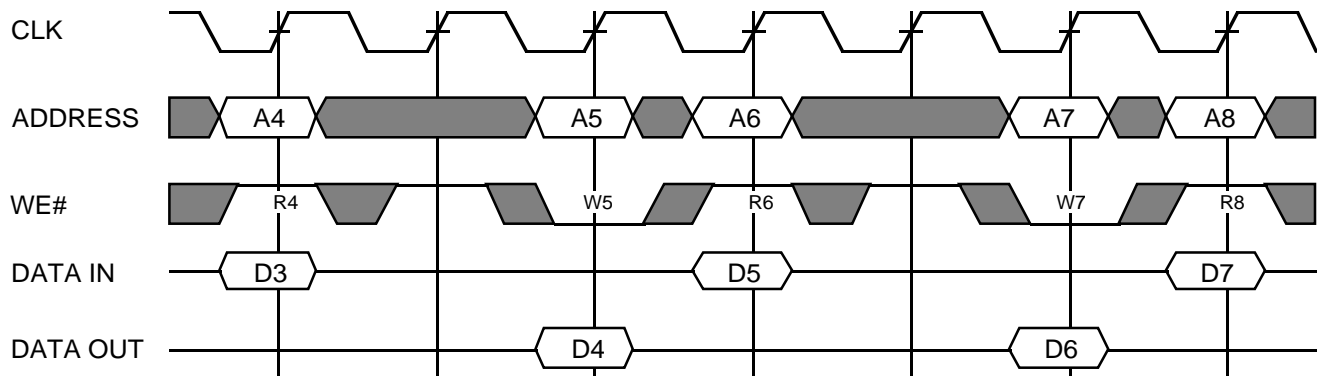 CLK
ADDRESS A4 A5 A6 A7 A8
WE# R4 W5 R6 W7 R8
DATA IN D3 D5 D7
DATA OUT D4 D6